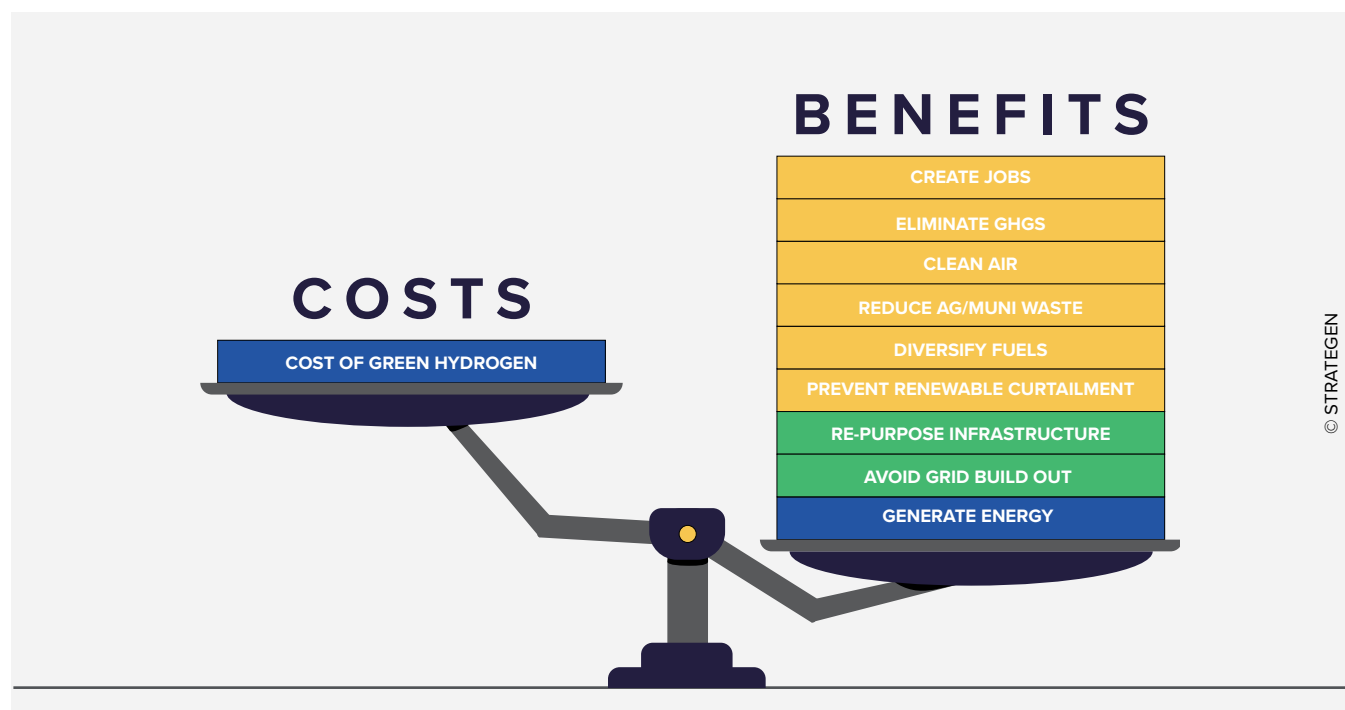 COSTS
COST OF GREEN HYDROGEN
BENEFITS
CREATE JOBS
ELIMINATE GHGS
CLEAN AIR
REDUCE AG/MUNI WASTE
DIVERSIFY FUELS
PREVENT RENEWABLE CURTAILMENT
RE-PURPOSE INFRASTRUCTURE
AVOID GRID BUILD OUT
GENERATE ENERGY
© STRATEGEN